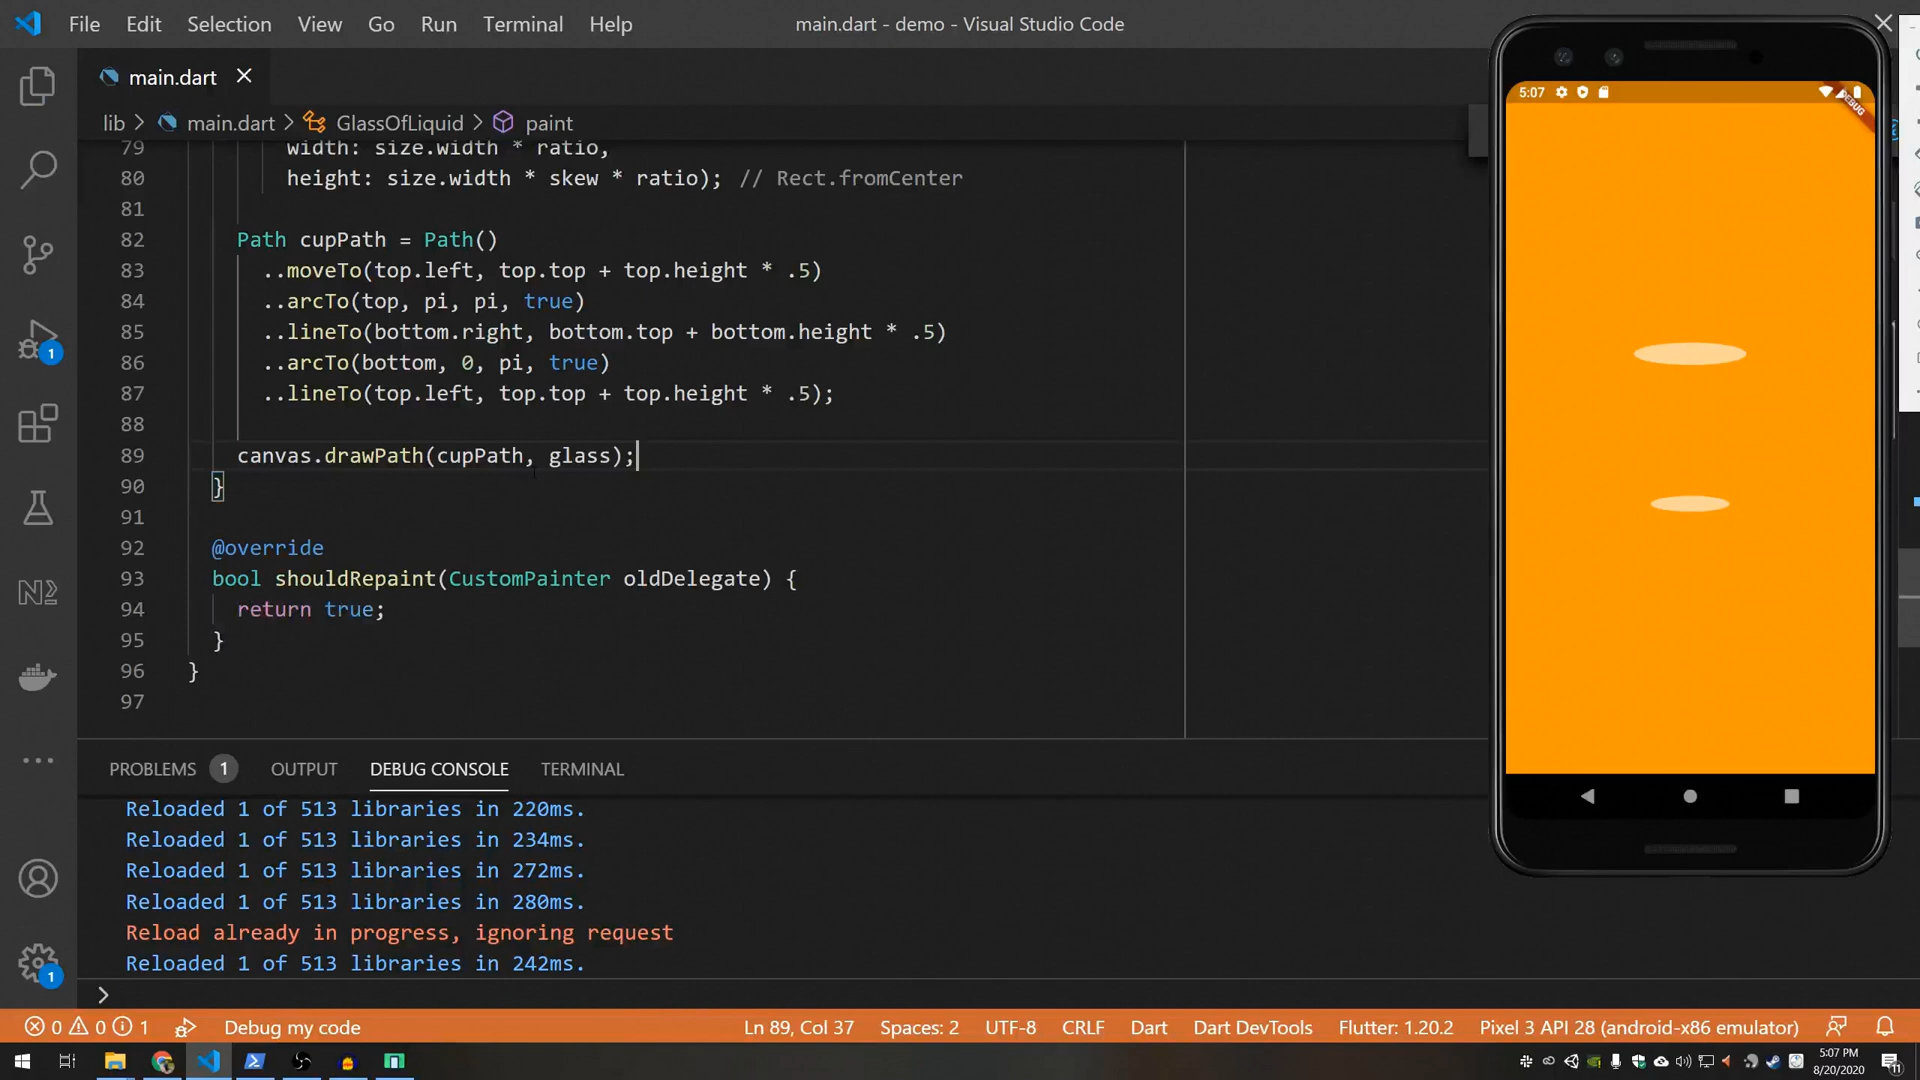 File Edit Selection View Go Run Terminal Help
main.dart - demo - Visual Studio Code
main.dart
lib > main.dart > GlassOfLiquid > paint
79 width: size.width * ratio,
80 height: size.width * skew * ratio); // Rect.fromCenter
81
82 Path cupPath = Path()
83 ..moveTo(top.left, top.top + top.height * .5)
84 ..arcTo(top, pi, pi, true)
85 ..lineTo(bottom.right, bottom.top + bottom.height * .5)
86 ..arcTo(bottom, 0, pi, true)
87 ..lineTo(top.left, top.top + top.height * .5);
88
89 canvas.drawPath(cupPath, glass);
90 }
91
92 @override
93 bool shouldRepaint(CustomPainter oldDelegate) {
94 return true;
95 }
96 }
97
5:07
DEBUG
1
1
PROBLEMS 1 OUTPUT DEBUG CONSOLE TERMINAL
Reloaded 1 of 513 libraries in 220ms.
Reloaded 1 of 513 libraries in 234ms.
Reloaded 1 of 513 libraries in 272ms.
Reloaded 1 of 513 libraries in 280ms.
Reload already in progress, ignoring request
Reloaded 1 of 513 libraries in 242ms.
>
0 0 1 Debug my code Ln 89, Col 37 Spaces: 2 UTF-8 CRLF Dart Dart DevTools Flutter: 1.20.2 Pixel 3 API 28 (android-x86 emulator)
5:07 PM
8/20/2020
11